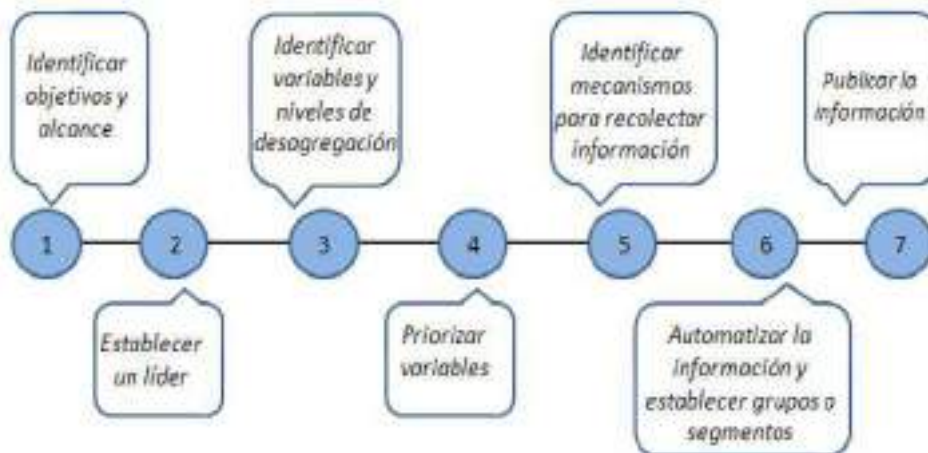 Identificar
objetivos y
alcance
Identificar
variables y
niveles de
desagregación
Identificar
mecanismos
para recolectar
información
Publicar la
información
1
2
3
4
5
6
7
Establecer
un líder
Priorizar
variables
Automatizar la
información y
establecer grupos o
segmentos